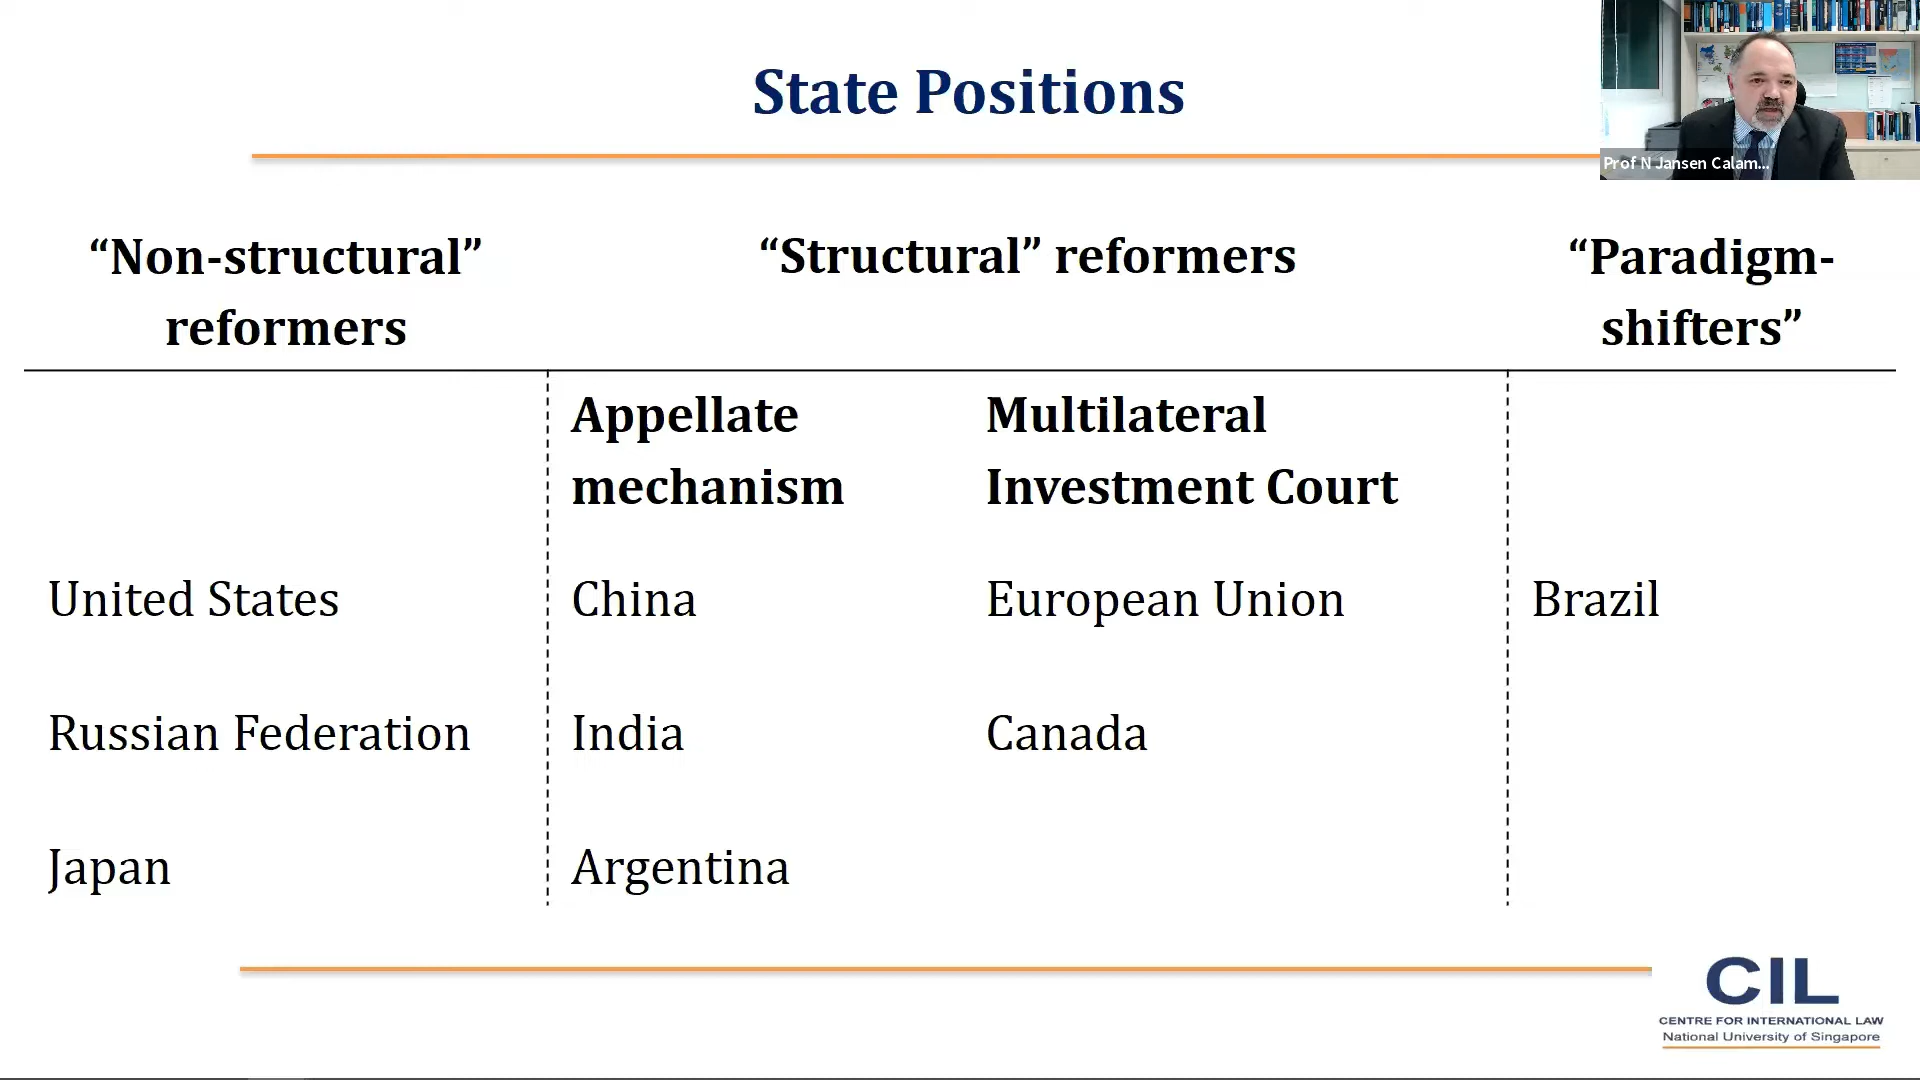 State Positions
Prof N Jansen Calam...
“Non-structural”
reformers
“Structural” reformers
“Paradigm-
shifters”
Appellate
mechanism
Multilateral
Investment Court
United States
China
European Union
Brazil
Russian Federation
India
Canada
Japan
Argentina
CIL
CENTRE FOR INTERNATIONAL LAW
National University of Singapore